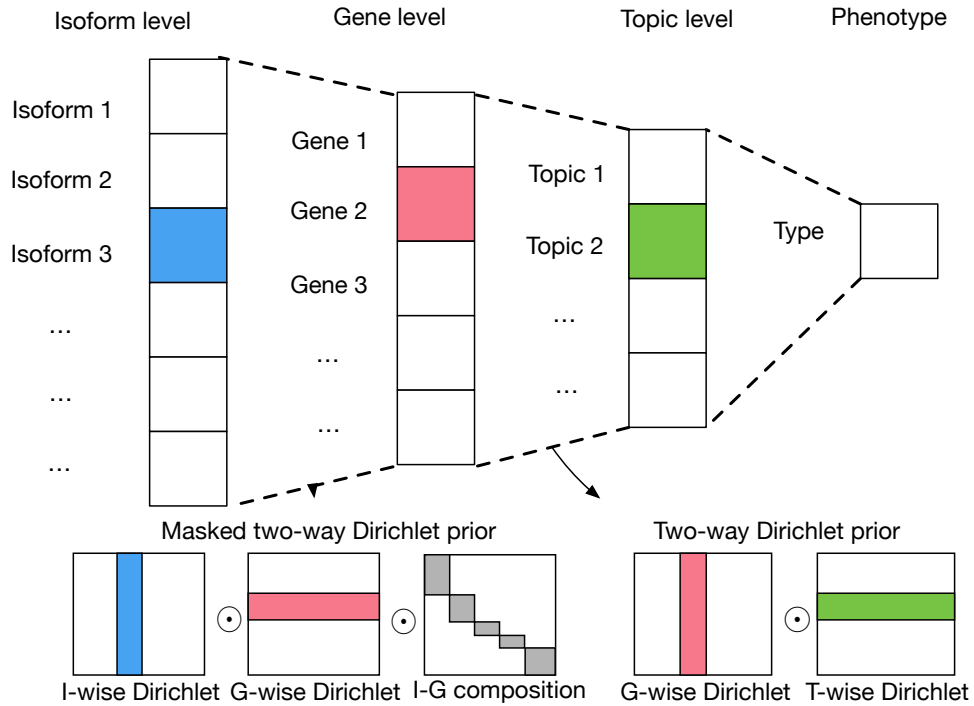 Isoform level
Gene level
Topic level
Phenotype
Isoform 1
Isoform 2
Isoform 3
...
...
...
Gene 1
Gene 2
Gene 3
...
...
Topic 1
Topic 2
...
...
Type
Masked two-way Dirichlet prior
Two-way Dirichlet prior
I-wise Dirichlet
G-wise Dirichlet
I-G composition
G-wise Dirichlet
T-wise Dirichlet